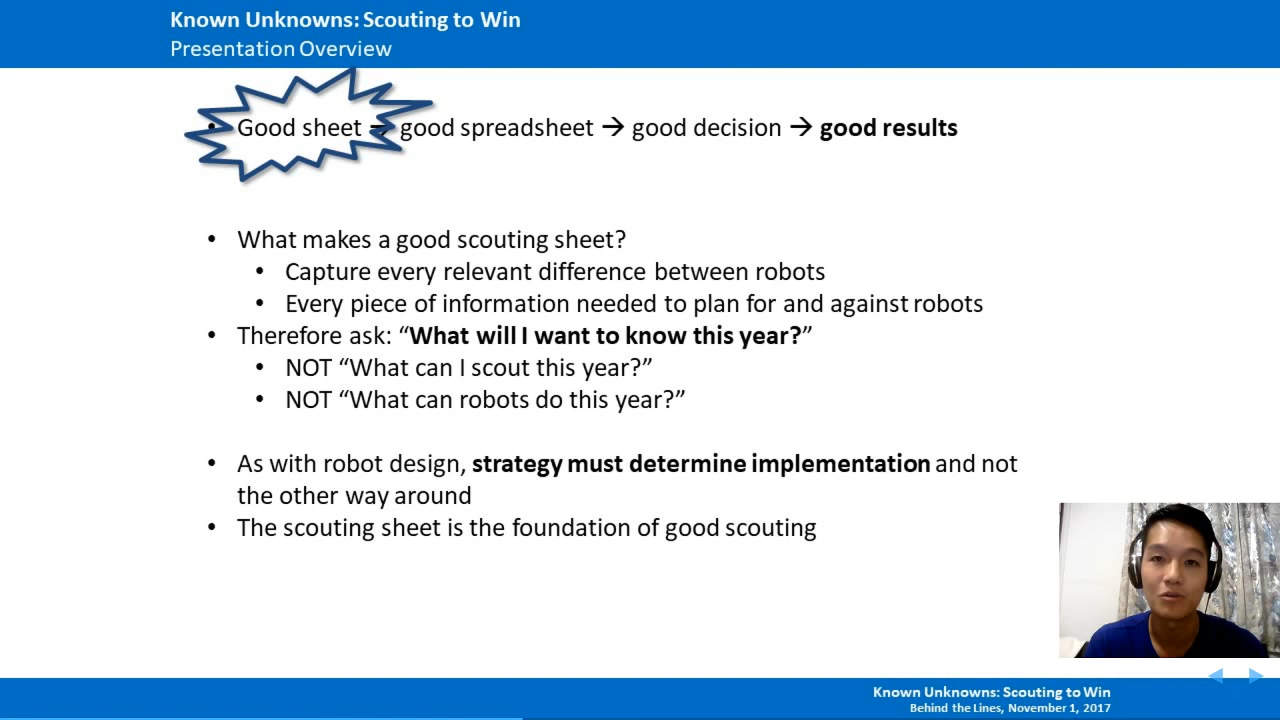 Known Unknowns: Scouting to Win
Presentation Overview
• Good sheet → good spreadsheet → good decision → good results
• What makes a good scouting sheet?
• Capture every relevant difference between robots
• Every piece of information needed to plan for and against robots
• Therefore ask: “What will I want to know this year?”
• NOT “What can I scout this year?”
• NOT “What can robots do this year?”
• As with robot design, strategy must determine implementation and not
the other way around
• The scouting sheet is the foundation of good scouting
Known Unknowns: Scouting to Win
Behind the Lines, November 1, 2017